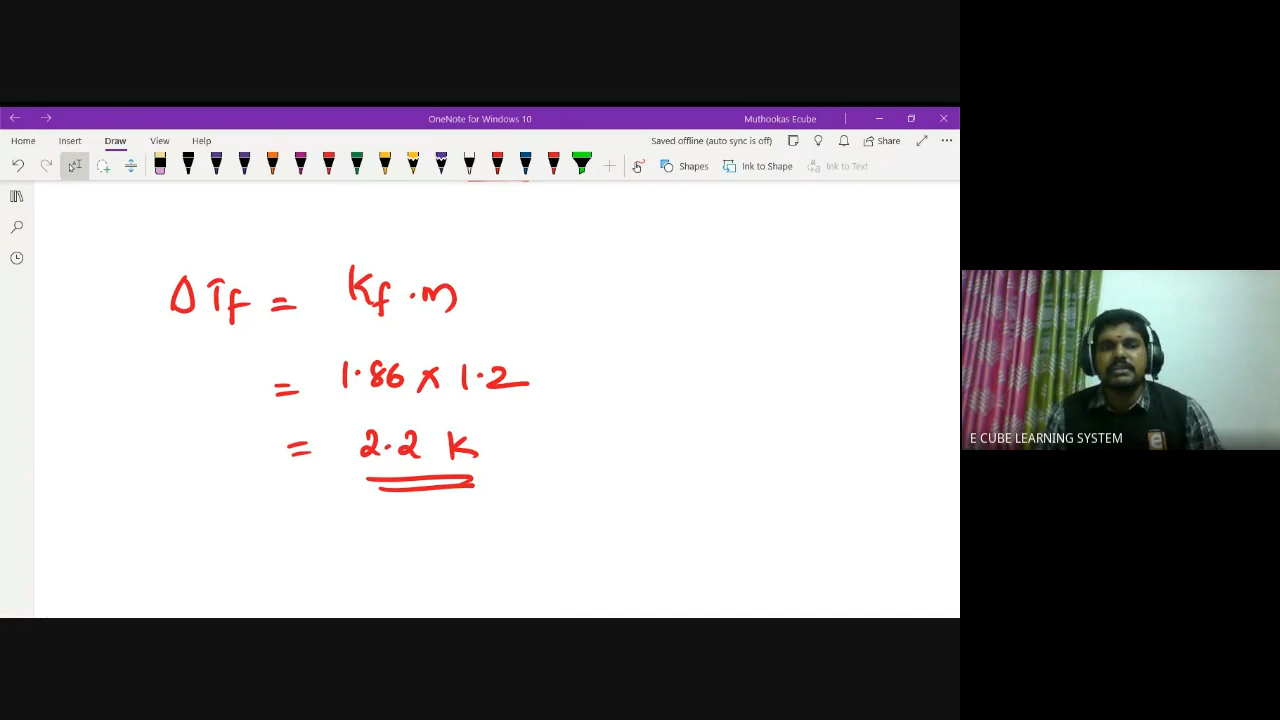 OneNote for Windows 10
Muthookas Ecube
Home Insert Draw View Help
Saved offline (auto sync is off) Share
Shapes Ink to Shape Ink to Text
ΔTf = Kf . m
= 1.86 × 1.2
= 2.2 K
E CUBE LEARNING SYSTEM